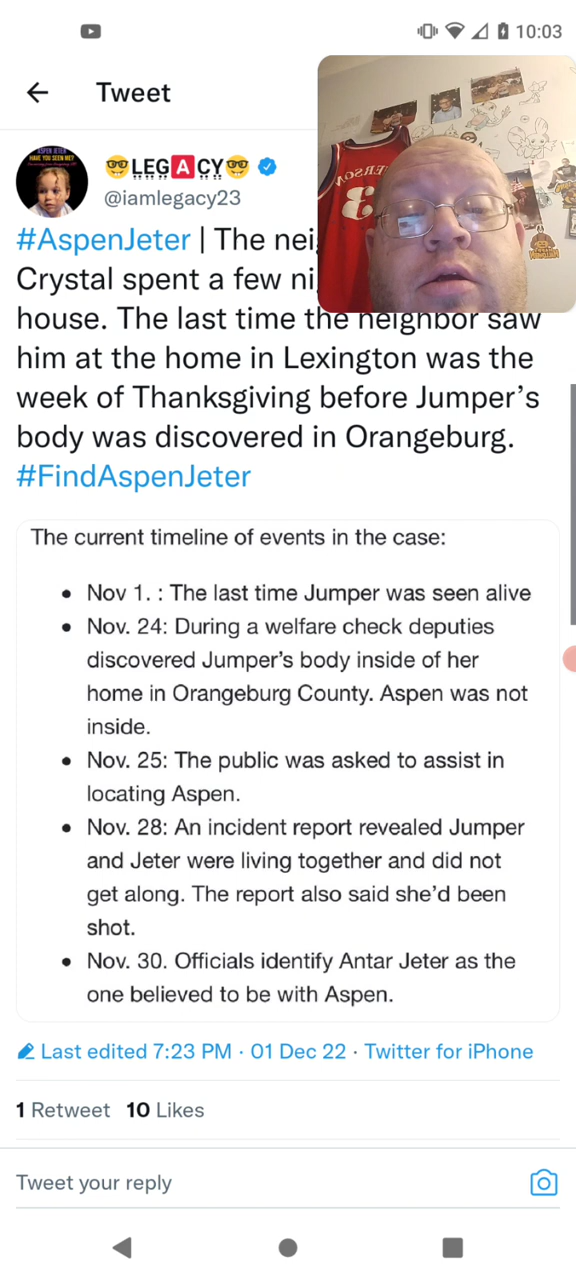 10:03
Tweet
🤓LEGACY🤓
@iamlegacy23
#AspenJeter | The
Crystal spent a few
house. The last time the neighbor saw
him at the home in Lexington was the
week of Thanksgiving before Jumper's
body was discovered in Orangeburg.
#FindAspenJeter
The current timeline of events in the case:
• Nov 1. : The last time Jumper was seen alive
• Nov. 24: During a welfare check deputies
discovered Jumper's body inside of her
home in Orangeburg County. Aspen was not
inside.
• Nov. 25: The public was asked to assist in
locating Aspen.
• Nov. 28: An incident report revealed Jumper
and Jeter were living together and did not
get along. The report also said she'd been
shot.
• Nov. 30. Officials identify Antar Jeter as the
one believed to be with Aspen.
Last edited 7:23 PM · 01 Dec 22 · Twitter for iPhone
1 Retweet 10 Likes
Tweet your reply